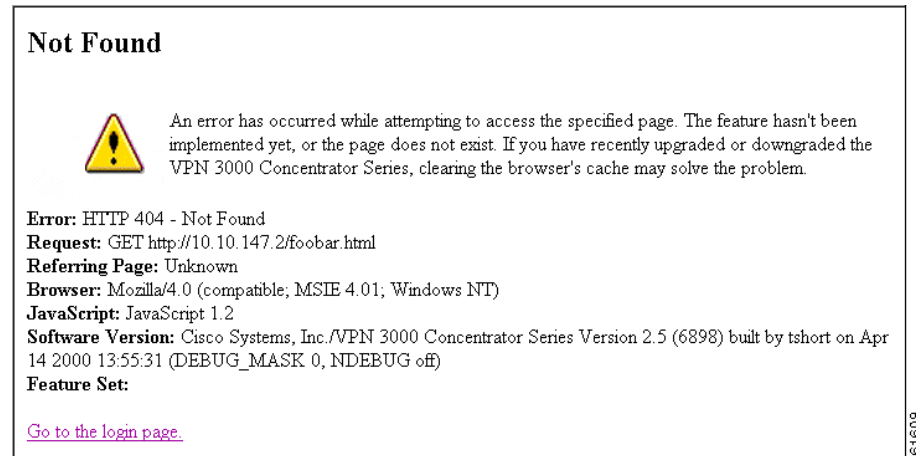 Not Found
An error has occurred while attempting to access the specified page. The feature hasn't been
implemented yet, or the page does not exist. If you have recently upgraded or downgraded the
VPN 3000 Concentrator Series, clearing the browser's cache may solve the problem.
Error: HTTP 404 - Not Found
Request: GET http://10.10.147.2/foobar.html
Referring Page: Unknown
Browser: Mozilla/4.0 (compatible; MSIE 4.01; Windows NT)
JavaScript: JavaScript 1.2
Software Version: Cisco Systems, Inc./VPN 3000 Concentrator Series Version 2.5 (6898) built by tshort on Apr
14 2000 13:55:31 (DEBUG_MASK 0, NDEBUG off)
Feature Set:
Go to the login page.
61609